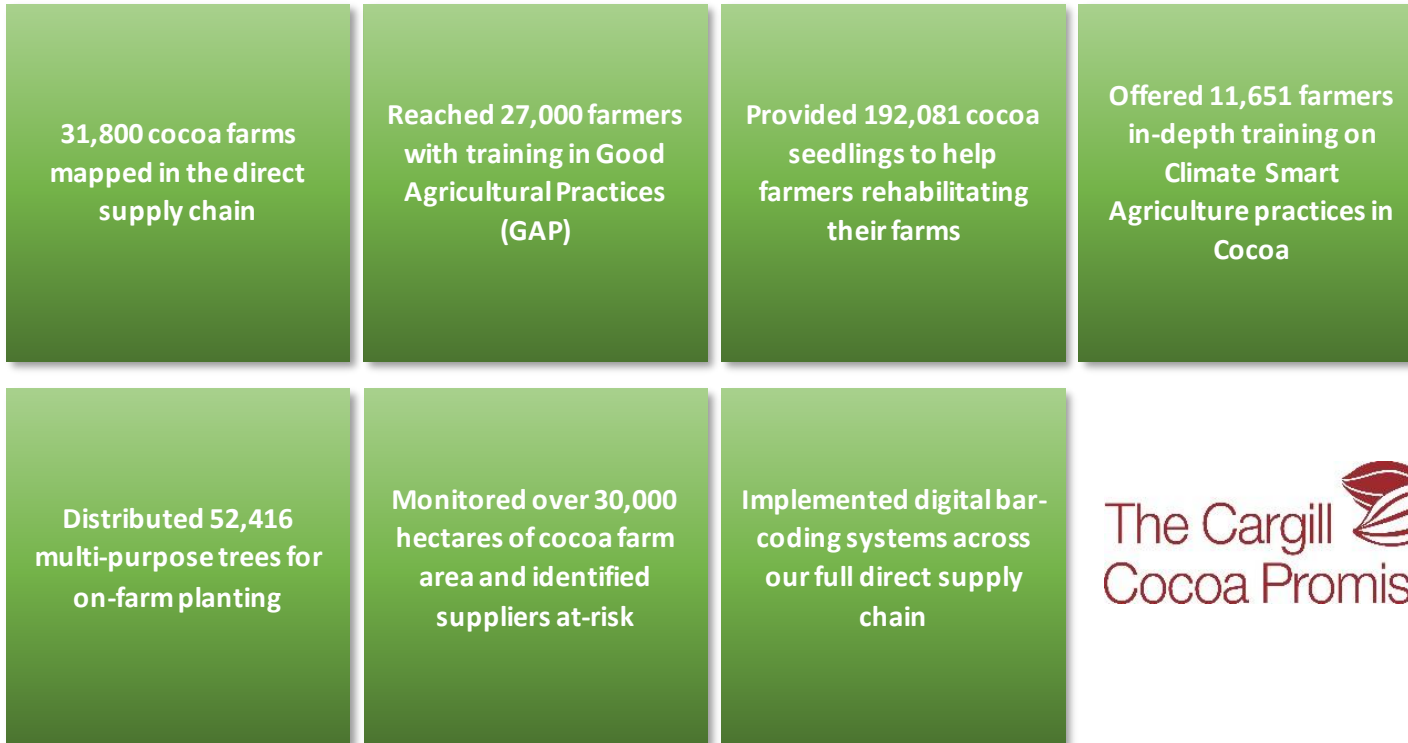 31,800 cocoa farms
mapped in the direct
supply chain
Reached 27,000 farmers
with training in Good
Agricultural Practices
(GAP)
Provided 192,081 cocoa
seedlings to help
farmers rehabilitating
their farms
Offered 11,651 farmers
in-depth training on
Climate Smart
Agriculture practices in
Cocoa
Distributed 52,416
multi-purpose trees for
on-farm planting
Monitored over 30,000
hectares of cocoa farm
area and identified
suppliers at-risk
Implemented digital bar-
coding systems across
our full direct supply
chain
The Cargill
Cocoa Promis